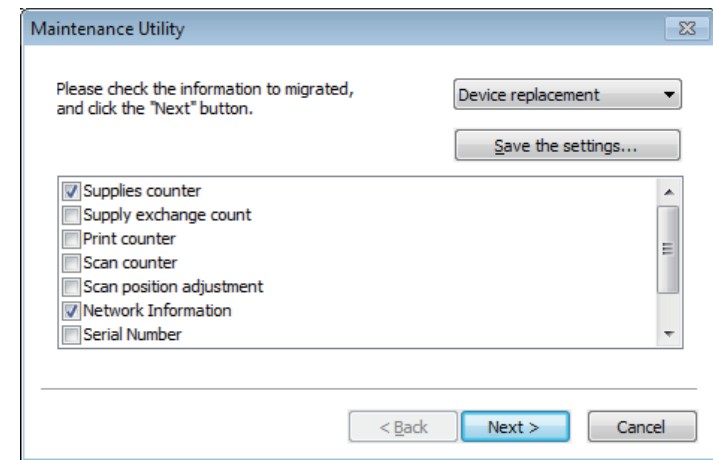 Maintenance Utility
Please check the information to migrated,
and click the "Next" button.
Device replacement
Save the settings...
Supplies counter
Supply exchange count
Print counter
Scan counter
Scan position adjustment
Network Information
Serial Number
< Back
Next >
Cancel